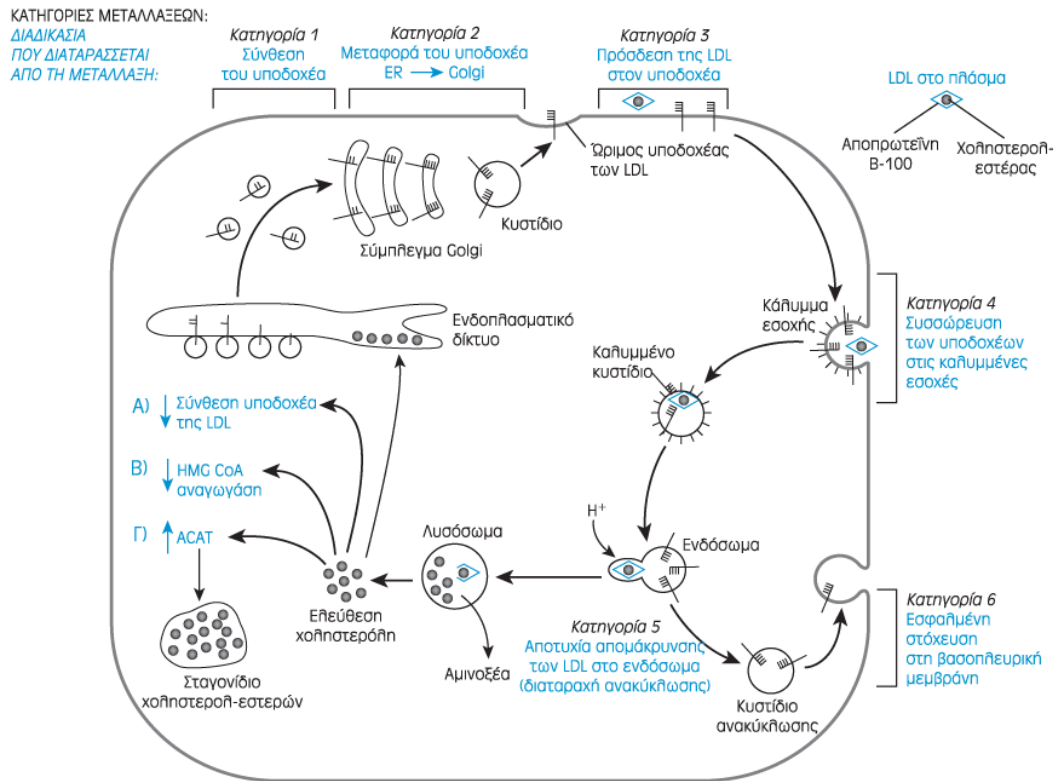 ΚΑΤΗΓΟΡΙΕΣ ΜΕΤΑΛΛΑΞΕΩΝ:
ΔΙΑΔΙΚΑΣΙΑ
ΠΟΥ ΔΙΑΤΑΡΑΣΣΕΤΑΙ
ΑΠΟ ΤΗ ΜΕΤΑΛΛΑΞΗ:
Κατηγορία 1
Σύνθεση
του υποδοχέα
Κατηγορία 2
Μεταφορά του υποδοχέα
ER → Golgi
Κατηγορία 3
Πρόσδεση της LDL
στον υποδοχέα
LDL στο πλάσμα
Αποπρωτεΐνη
B-100
Χοληστερολ-
εστέρας
Ώριμος υποδοχέας
των LDL
Κυστίδιο
Σύμπλεγμα Golgi
Ενδοπλασματικό
δίκτυο
Κάλυμμα
εσοχής
Κατηγορία 4
Συσσώρευση
των υποδοχέων
στις καλυμμένες
εσοχές
Καλυμμένο
κυστίδιο
Α) ↓ Σύνθεση υποδοχέα
της LDL
Β) ↓ HMG CoA
αναγωγάση
Γ) ↑ ACAT
H⁺
Ενδόσωμα
Λυσόσωμα
Ελεύθεση
χοληστερόλη
Αμινοξέα
Σταγονίδιο
χοληστερολ-εστερών
Κατηγορία 5
Αποτυχία απομάκρυνσης
των LDL στο ενδόσωμα
(διαταραχή ανακύκλωσης)
Κυστίδιο
ανακύκλωσης
Κατηγορία 6
Εσφαλμένη
στόχευση
στη βασοπλευρική
μεμβράνη